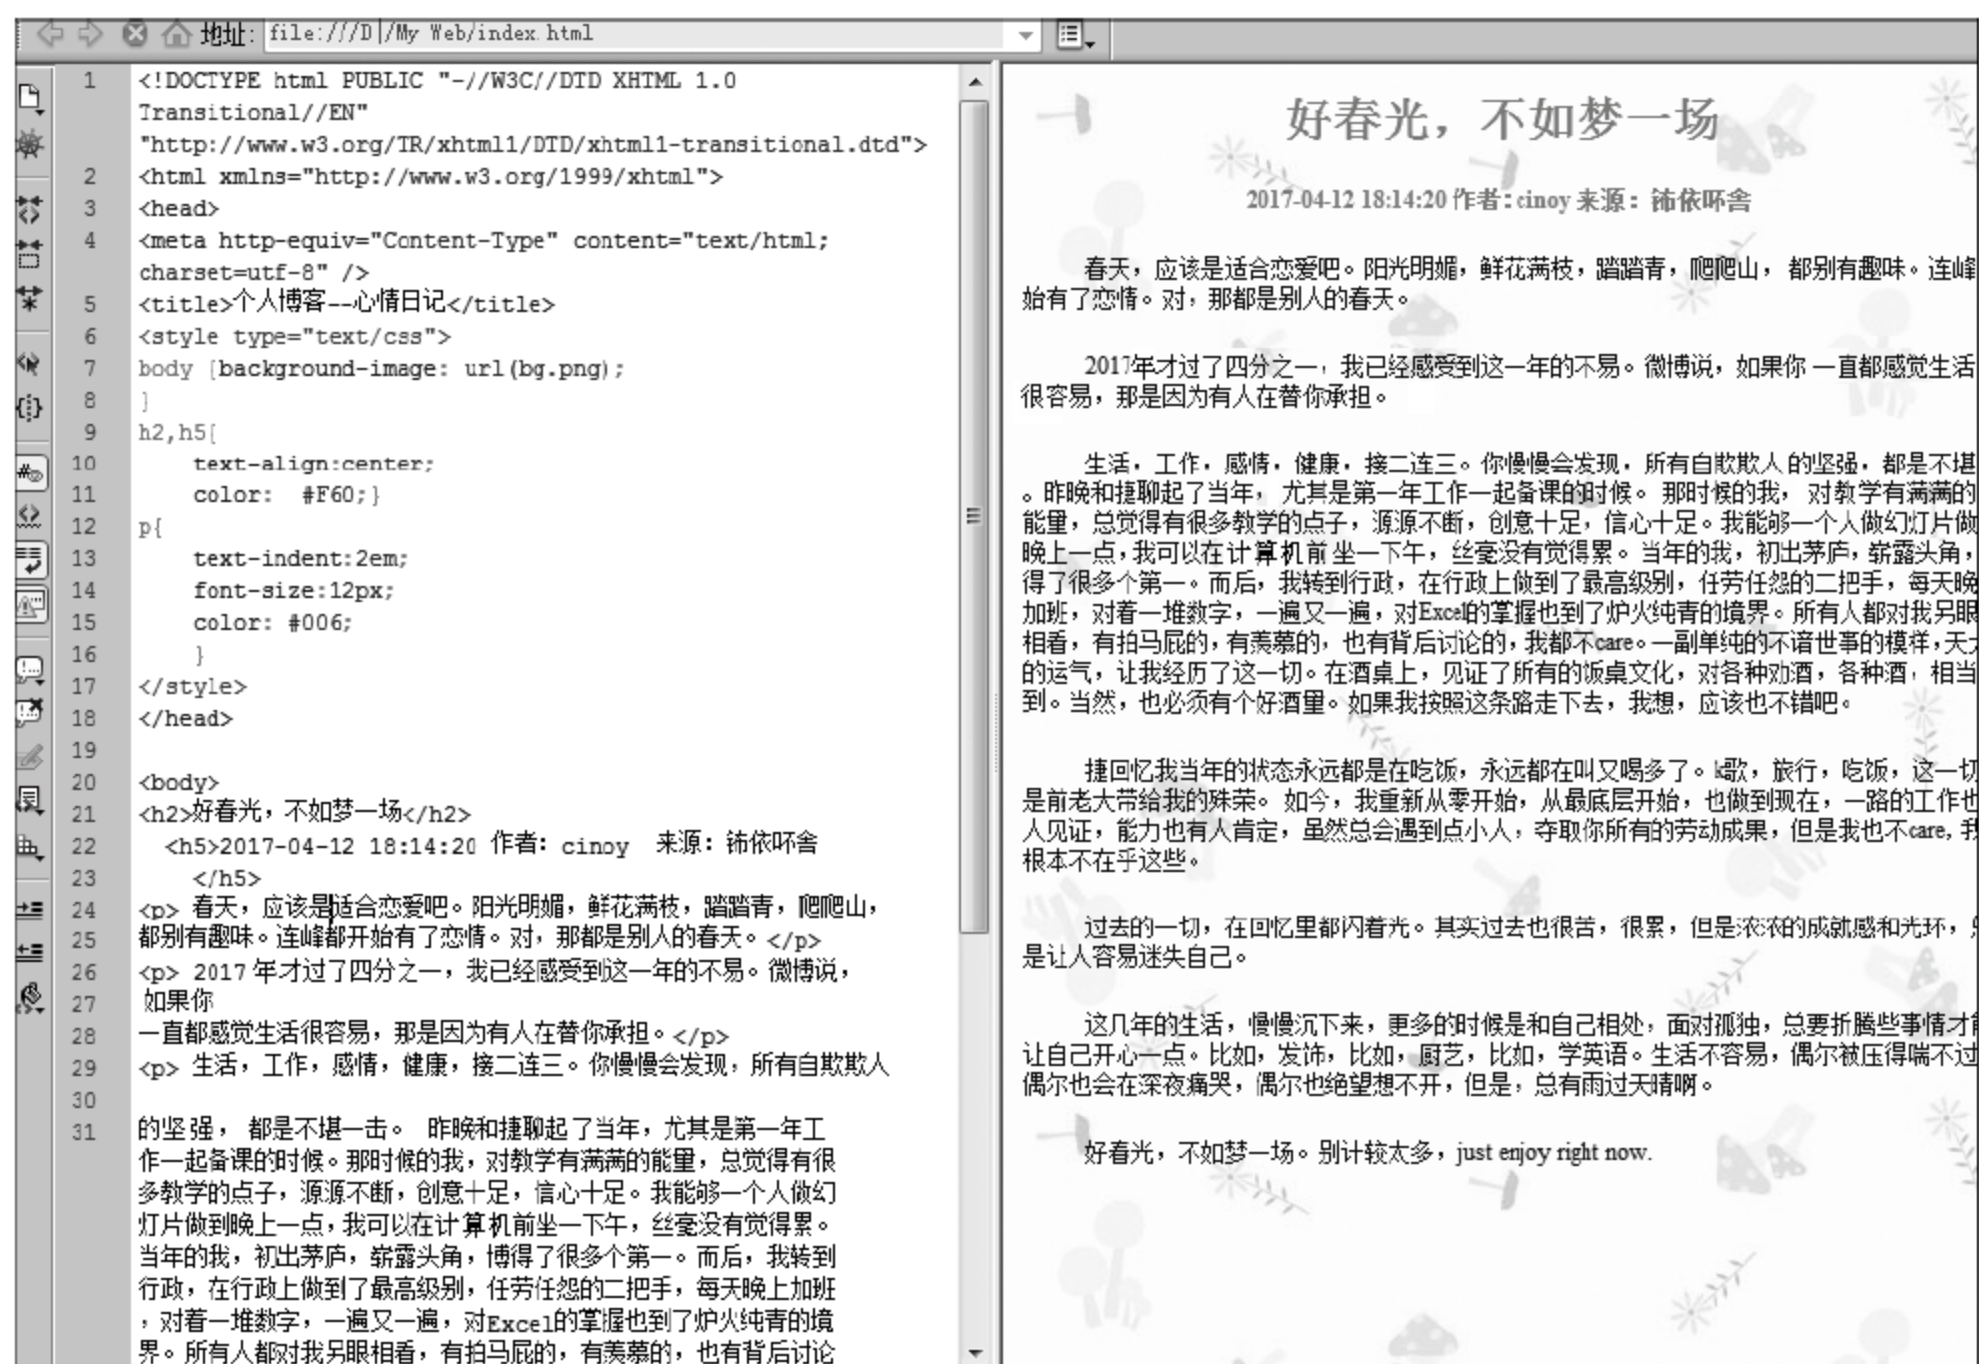 地址: file:///D|/My Web/index.html
1 <!DOCTYPE html PUBLIC "-//W3C//DTD XHTML 1.0
Transitional//EN"
"http://www.w3.org/TR/xhtml1/DTD/xhtml1-transitional.dtd">
2 <html xmlns="http://www.w3.org/1999/xhtml">
3 <head>
4 <meta http-equiv="Content-Type" content="text/html;
charset=utf-8" />
5 <title>个人博客--心情日记</title>
6 <style type="text/css">
7 body {background-image: url(bg.png);
8 }
9 h2,h5{
10 text-align:center;
11 color: #F60;}
12 p{
13 text-indent:2em;
14 font-size:12px;
15 color: #006;
16 }
17 </style>
18 </head>
19
20 <body>
21 <h2>好春光，不如梦一场</h2>
22 <h5>2017-04-12 18:14:20 作者：cinoy 来源：钸依吥舍
23 </h5>
24 <p> 春天，应该是适合恋爱吧。阳光明媚，鲜花满枝，踏踏青，爬爬山，
25 都别有趣味。连峰都开始有了恋情。对，那都是别人的春天。</p>
26 <p> 2017 年才过了四分之一，我已经感受到这一年的不易。微博说，
27 如果你
28 一直都感觉生活很容易，那是因为有人在替你承担。</p>
29 <p> 生活，工作，感情，健康，接二连三。你慢慢会发现，所有自欺欺人
30
31 的坚强， 都是不堪一击。 昨晚和捷聊起了当年，尤其是第一年工
作一起备课的时候。那时候的我，对教学有满满的能量，总觉得有很
多教学的点子，源源不断，创意十足，信心十足。我能够一个人做幻
灯片做到晚上一点，我可以在计算机前坐一下午，丝毫没有觉得累。
当年的我，初出茅庐，崭露头角，博得了很多个第一。而后，我转到
行政，在行政上做到了最高级别，任劳任怨的二把手，每天晚上加班
，对着一堆数字，一遍又一遍，对Excel的掌握也到了炉火纯青的境
界。所有人都对我另眼相看，有拍马屁的，有羡慕的，也有背后讨论
好春光，不如梦一场
2017-04-12 18:14:20 作者：cinoy 来源：钸依吥舍
春天，应该是适合恋爱吧。阳光明媚，鲜花满枝，踏踏青，爬爬山， 都别有趣味。连峰
始有了恋情。对，那都是别人的春天。
2017年才过了四分之一，我已经感受到这一年的不易。微博说，如果你 一直都感觉生活
很容易，那是因为有人在替你承担。
生活，工作，感情，健康，接二连三。你慢慢会发现，所有自欺欺人 的坚强，都是不堪
。昨晚和捷聊起了当年， 尤其是第一年工作一起备课的时候。 那时候的我， 对教学有满满的
能量，总觉得有很多教学的点子，源源不断，创意十足，信心十足。我能够一个人做幻灯片做
晚上一点，我可以在计算机前坐一下午，丝毫没有觉得累。当年的我，初出茅庐，崭露头角，
得了很多个第一。而后，我转到行政，在行政上做到了最高级别，任劳任怨的二把手，每天晚
加班，对着一堆数字，一遍又一遍，对Excel的掌握也到了炉火纯青的境界。所有人都对我另眼
相看，有拍马屁的，有羡慕的，也有背后讨论的，我都不care。一副单纯的不谙世事的模样，天大
的运气，让我经历了这一切。在酒桌上，见证了所有的饭桌文化，对各种劝酒，各种酒，相当
到。当然，也必须有个好酒量。如果我按照这条路走下去，我想，应该也不错吧。
捷回忆我当年的状态永远都是在吃饭，永远都在叫又喝多了。k歌，旅行，吃饭，这一切
是前老大带给我的殊荣。 如今，我重新从零开始，从最底层开始，也做到现在，一路的工作也
人见证，能力也有人肯定，虽然总会遇到点小人，夺取你所有的劳动成果，但是我也不care，我
根本不在乎这些。
过去的一切，在回忆里都闪着光。其实过去也很苦，很累，但是浓浓的成就感和光环，
是让人容易迷失自己。
这几年的生活，慢慢沉下来，更多的时候是和自己相处，面对孤独，总要折腾些事情才能
让自己开心一点。比如，发饰，比如，厨艺，比如，学英语。生活不容易，偶尔被压得喘不过
偶尔也会在深夜痛哭，偶尔也绝望想不开，但是，总有雨过天晴啊。
好春光，不如梦一场。别计较太多，just enjoy right now.